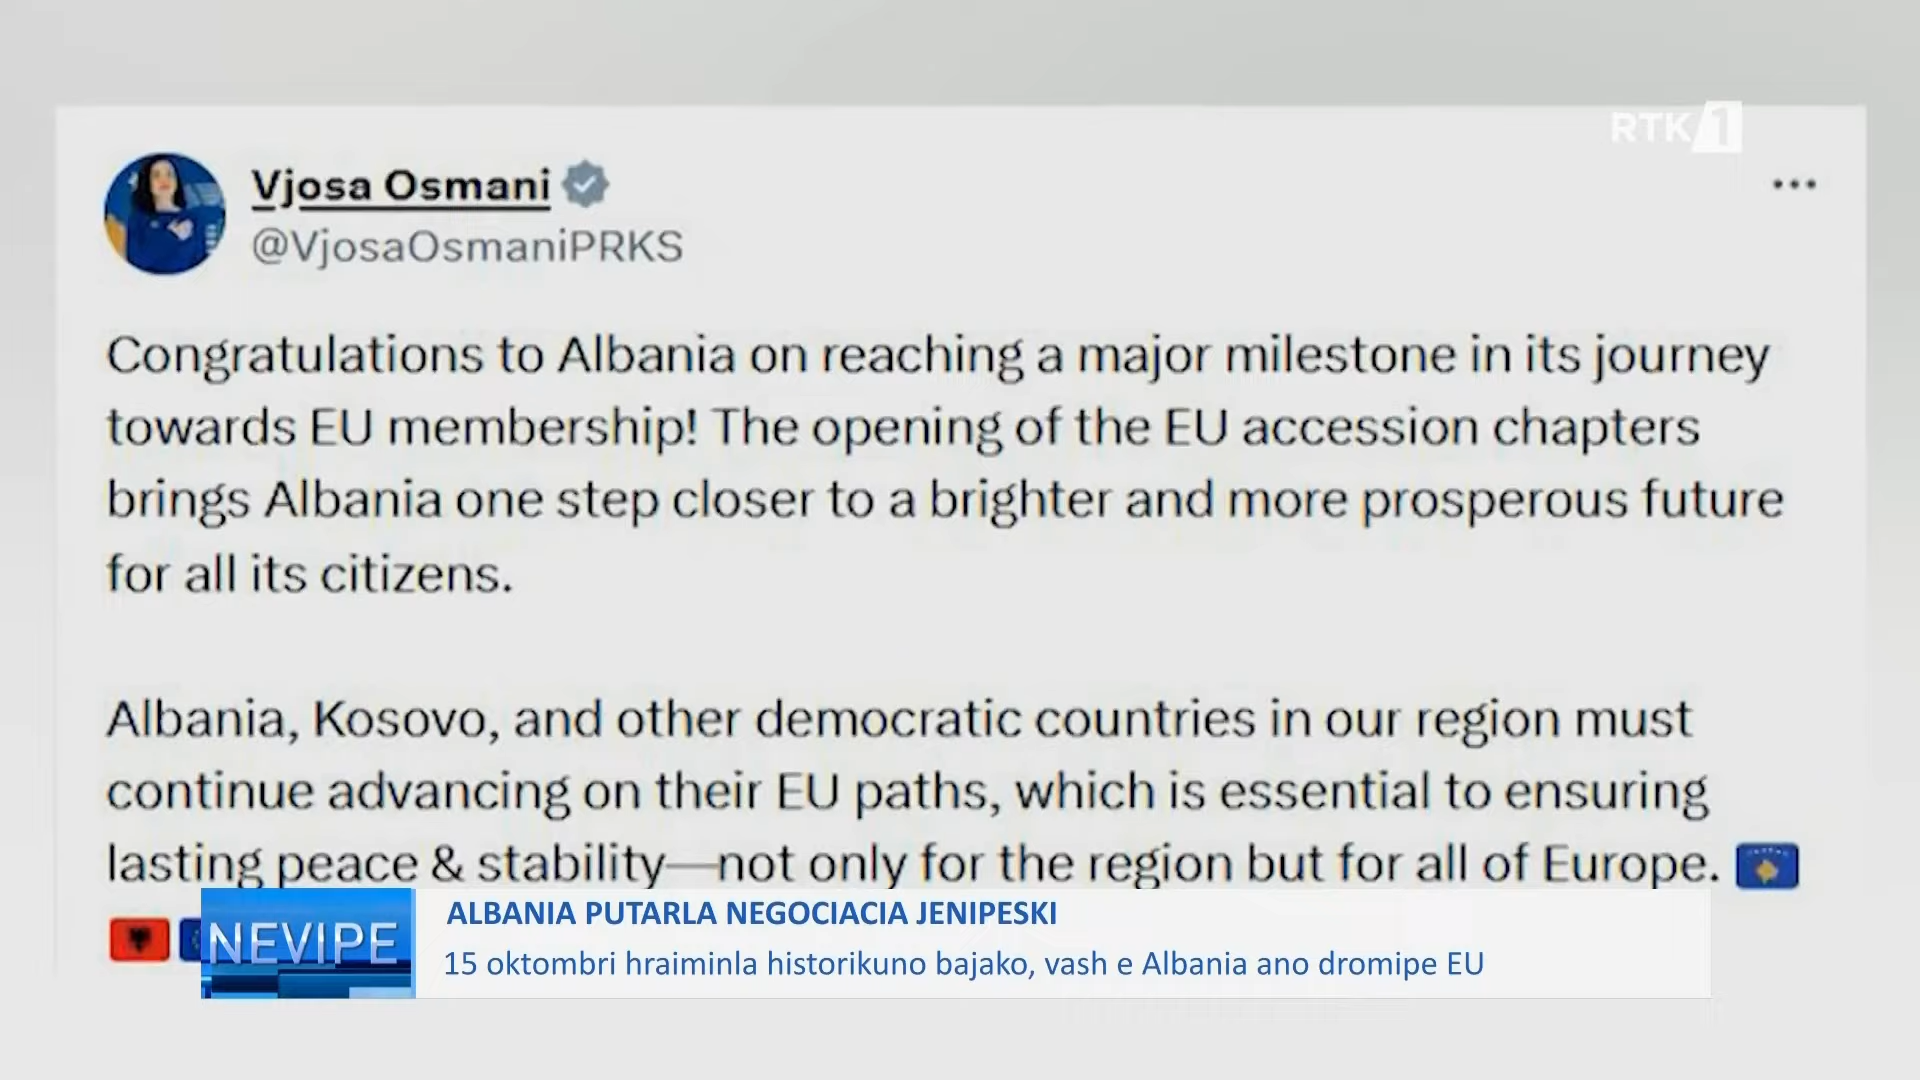 RTK 1
Vjosa Osmani
@VjosaOsmaniPRKS
Congratulations to Albania on reaching a major milestone in its journey
towards EU membership! The opening of the EU accession chapters
brings Albania one step closer to a brighter and more prosperous future
for all its citizens.
Albania, Kosovo, and other democratic countries in our region must
continue advancing on their EU paths, which is essential to ensuring
lasting peace & stability—not only for the region but for all of Europe.
NEVIPE
ALBANIA PUTARLA NEGOCIACIA JENIPESKI
15 oktombri hraiminla historikuno bajako, vash e Albania ano dromipe EU